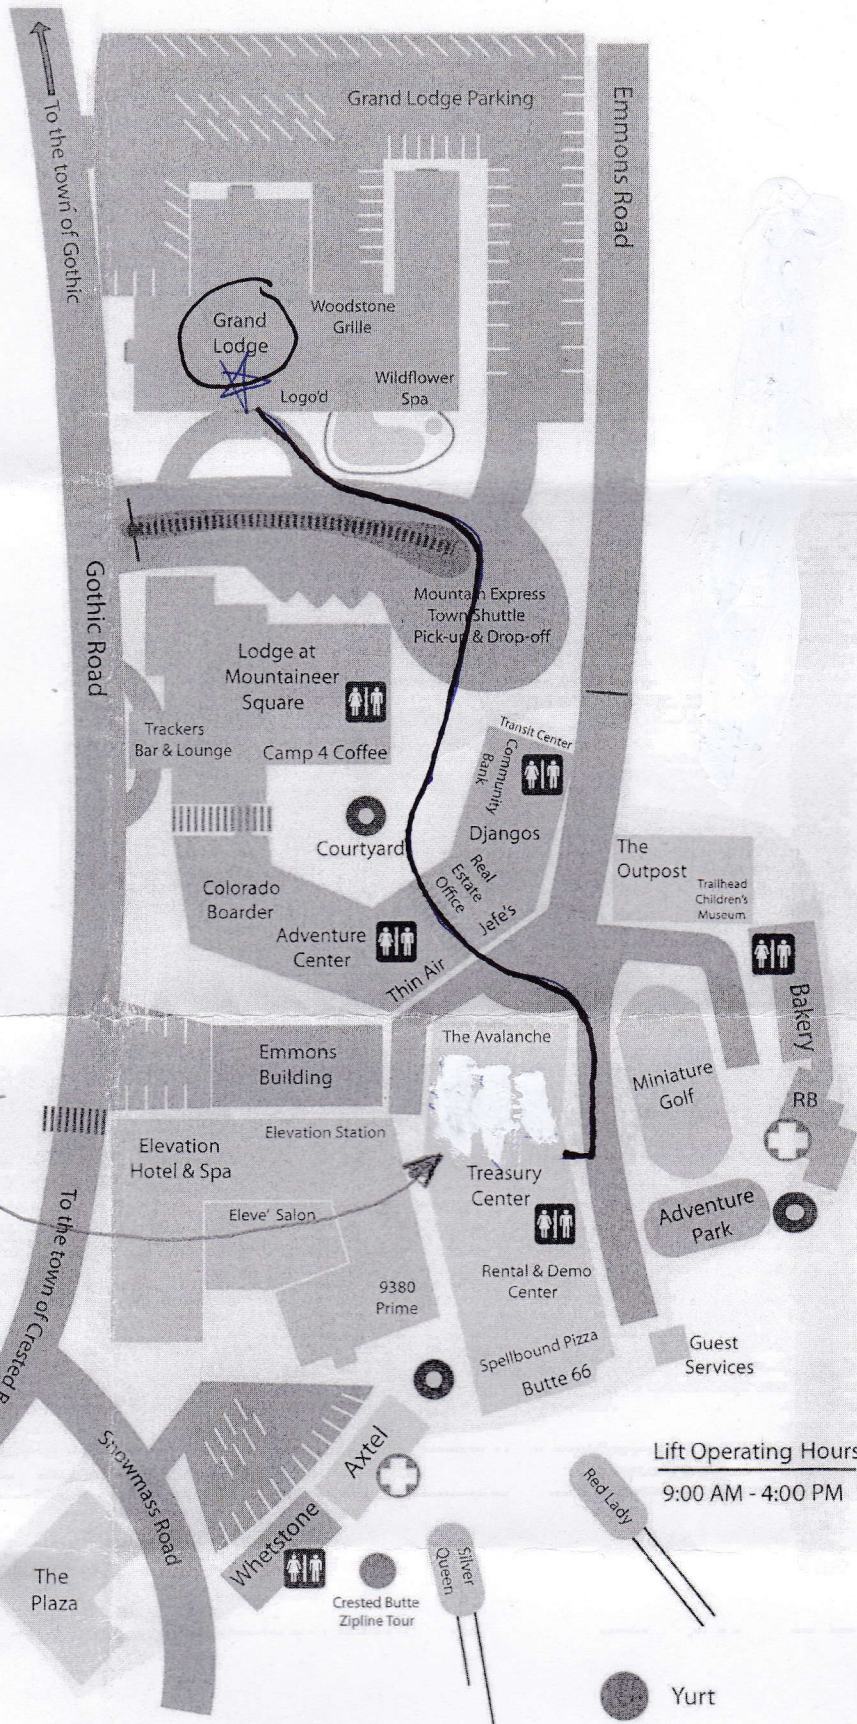 To the town of Gothic
Grand Lodge Parking
Emmons Road
Grand
Lodge
Woodstone
Grille
Logo'd
Wildflower
Spa
Gothic Road
Mountain Express
Town Shuttle
Pick-up & Drop-off
Lodge at
Mountaineer
Square
Trackers
Bar & Lounge
Camp 4 Coffee
Transit Center
Community
Bank
Djangos
Courtyard
Real
Estate
Office
Jefe's
The
Outpost
Trailhead
Children's
Museum
Colorado
Boarder
Adventure
Center
Thin Air
Bakery
The Avalanche
Emmons
Building
Miniature
Golf
RB
Elevation Station
Elevation
Hotel & Spa
Treasury
Center
Adventure
Park
Eleve' Salon
To the town of Crested B
Rental & Demo
Center
9380
Prime
Spellbound Pizza
Butte 66
Guest
Services
Snowmass Road
Axtel
Lift Operating Hours
9:00 AM - 4:00 PM
Red Lady
Whetstone
Silver
Queen
The
Plaza
Crested Butte
Zipline Tour
Yurt